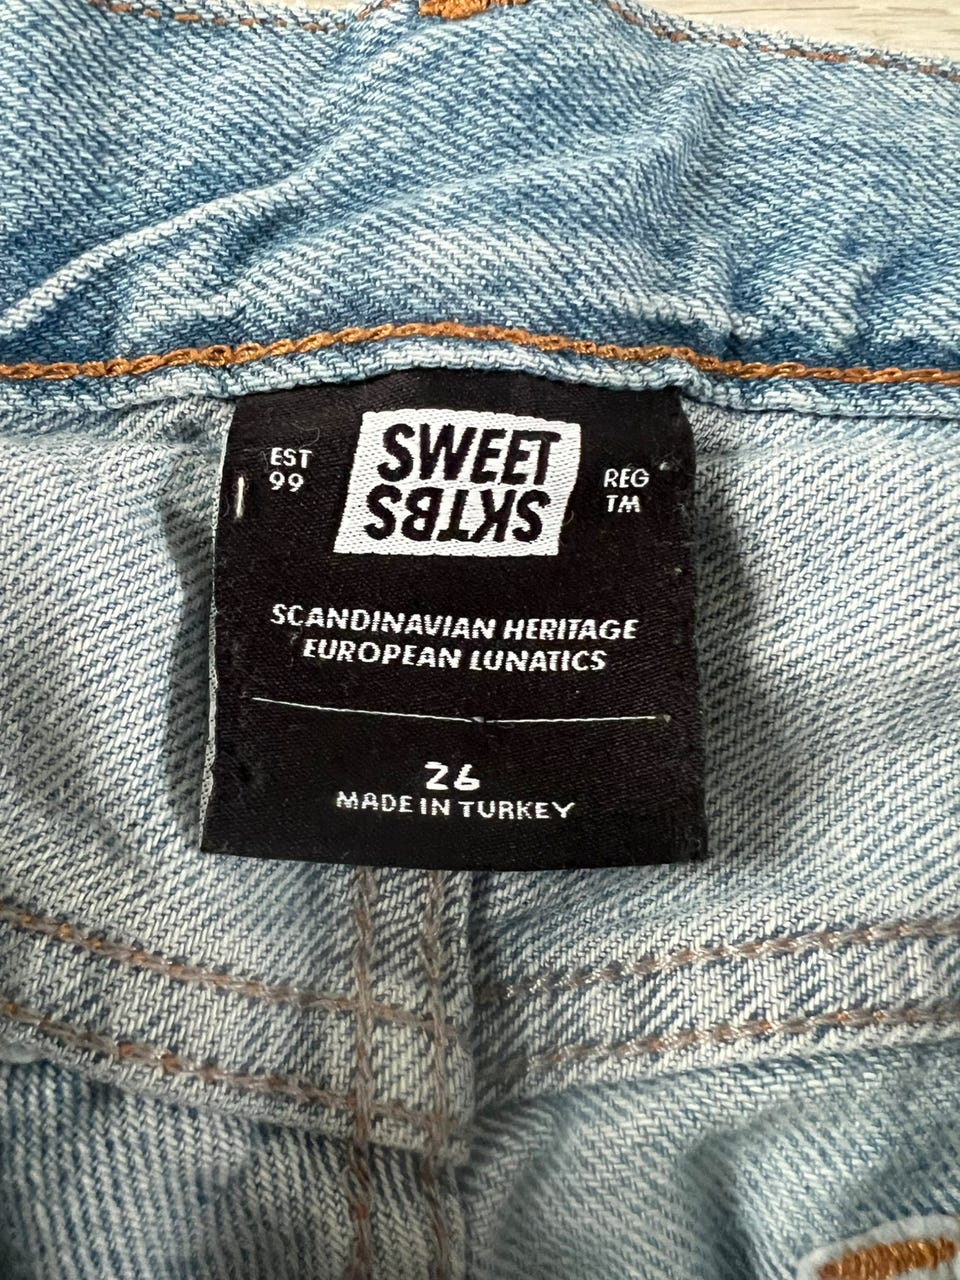 EST
99
SWEET
SKTBS
REG
TM
SCANDINAVIAN HERITAGE
EUROPEAN LUNATICS
26
MADE IN TURKEY